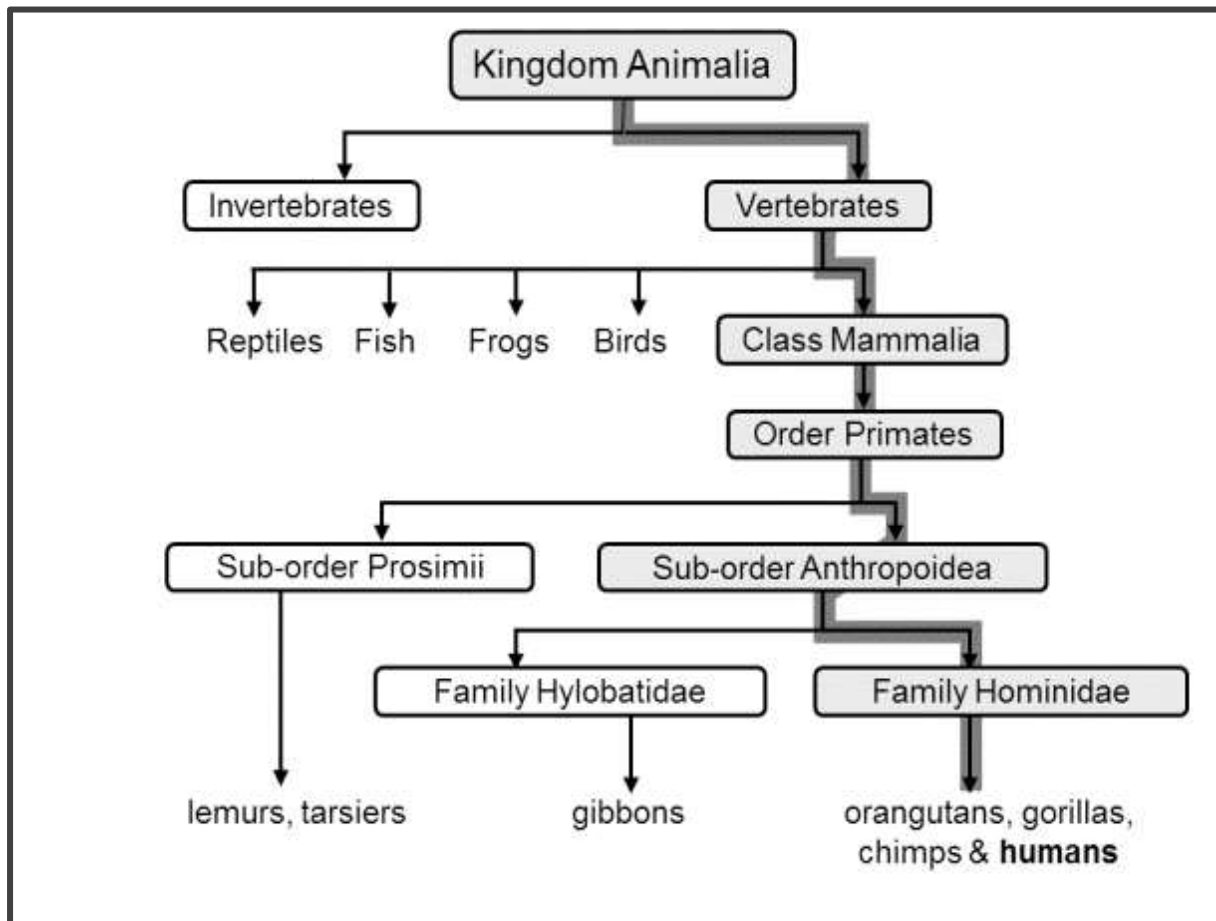 Kingdom Animalia
Invertebrates
Vertebrates
Reptiles
Fish
Frogs
Birds
Class Mammalia
Order Primates
Sub-order Prosimii
Sub-order Anthropoidea
Family Hylobatidae
Family Hominidae
lemurs, tarsiers
gibbons
orangutans, gorillas,
chimps & humans